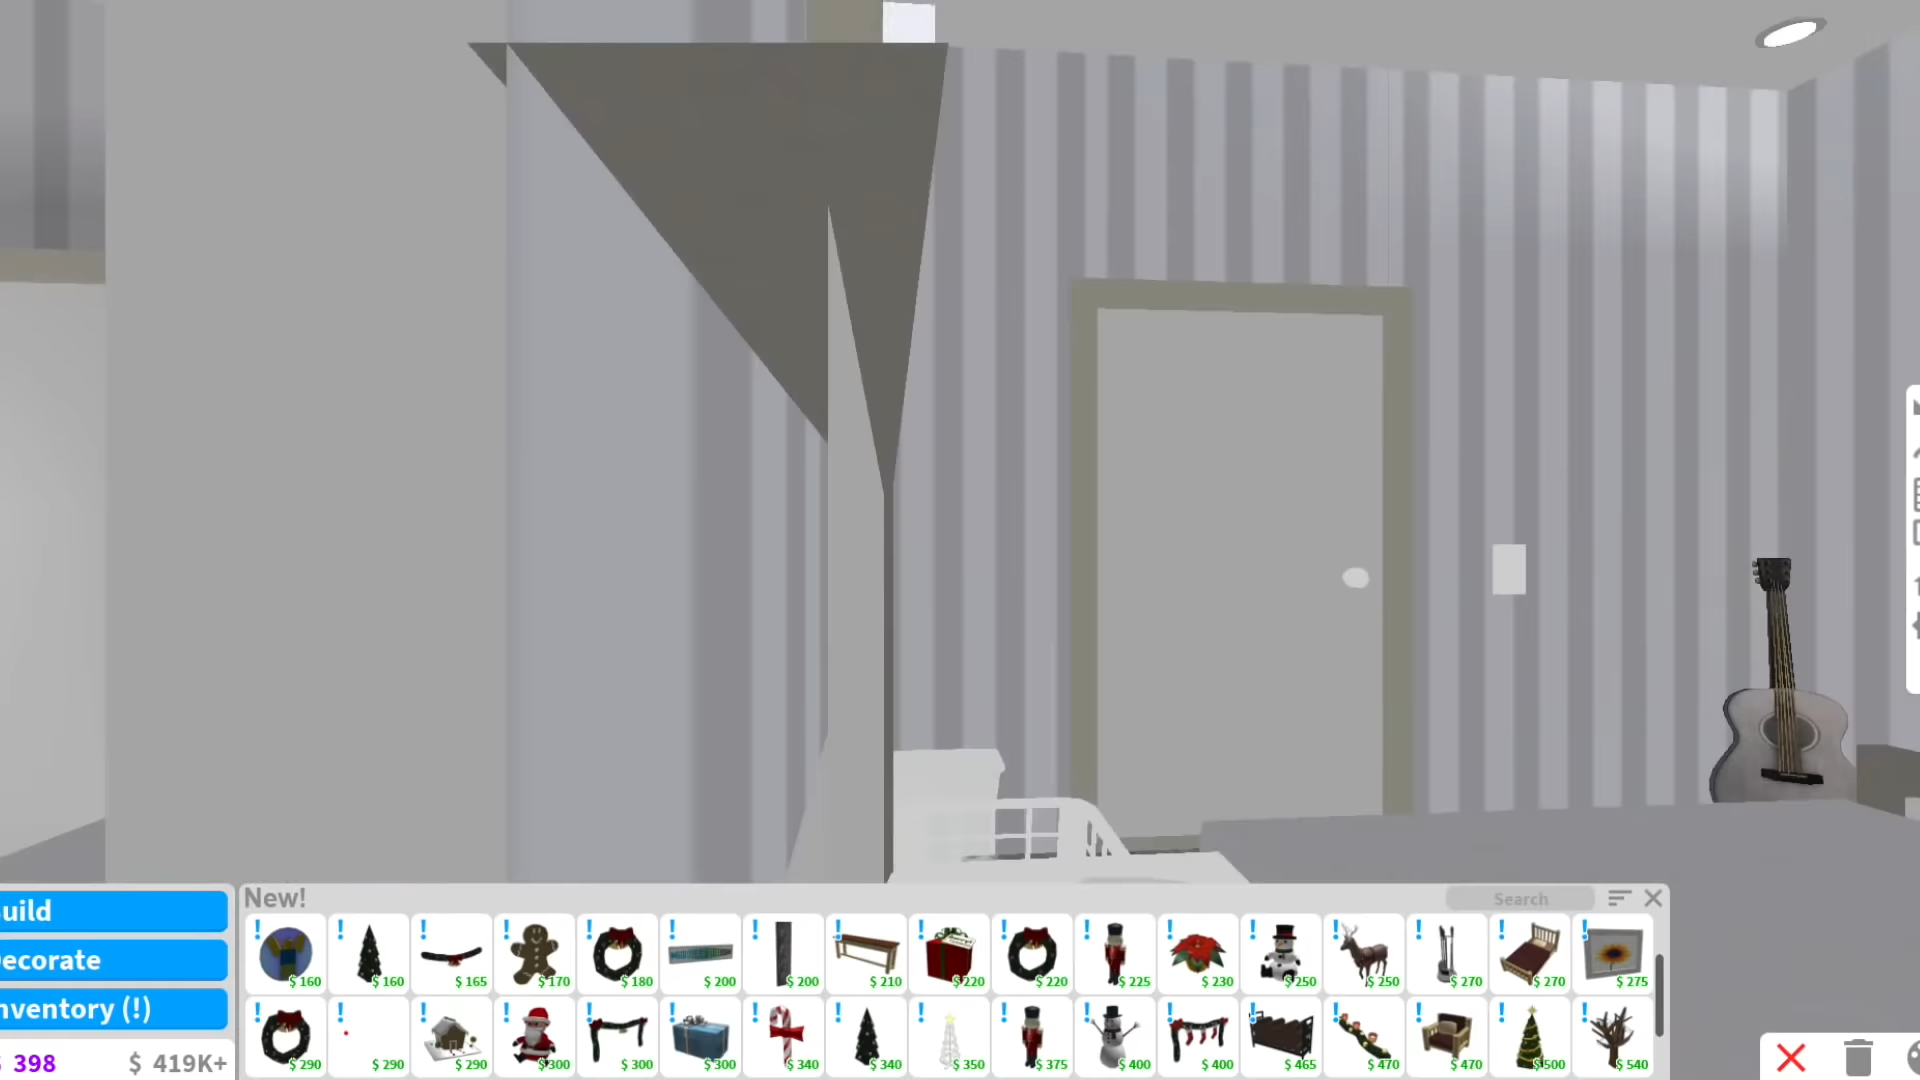 uild
ecorate
nventory (!)
398
$ 419K+
New!
Search
! ! ! ! ! ! ! ! ! ! ! ! ! ! ! ! !
$ 160 $ 160 $ 165 $ 170 $ 180 $ 200 $ 200 $ 210 $ 220 $ 220 $ 225 $ 230 $ 250 $ 250 $ 270 $ 270 $ 275
! ! ! ! ! ! ! ! ! ! ! ! ! ! ! ! !
$ 290 $ 290 $ 290 $ 300 $ 300 $ 300 $ 340 $ 340 $ 350 $ 375 $ 400 $ 400 $ 465 $ 470 $ 470 $ 500 $ 540